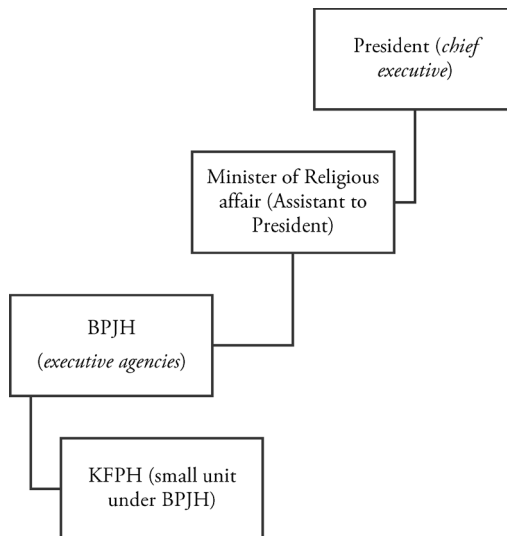 President (chief
executive)
Minister of Religious
affair (Assistant to
President)
BPJH
(executive agencies)
KFPH (small unit
under BPJH)